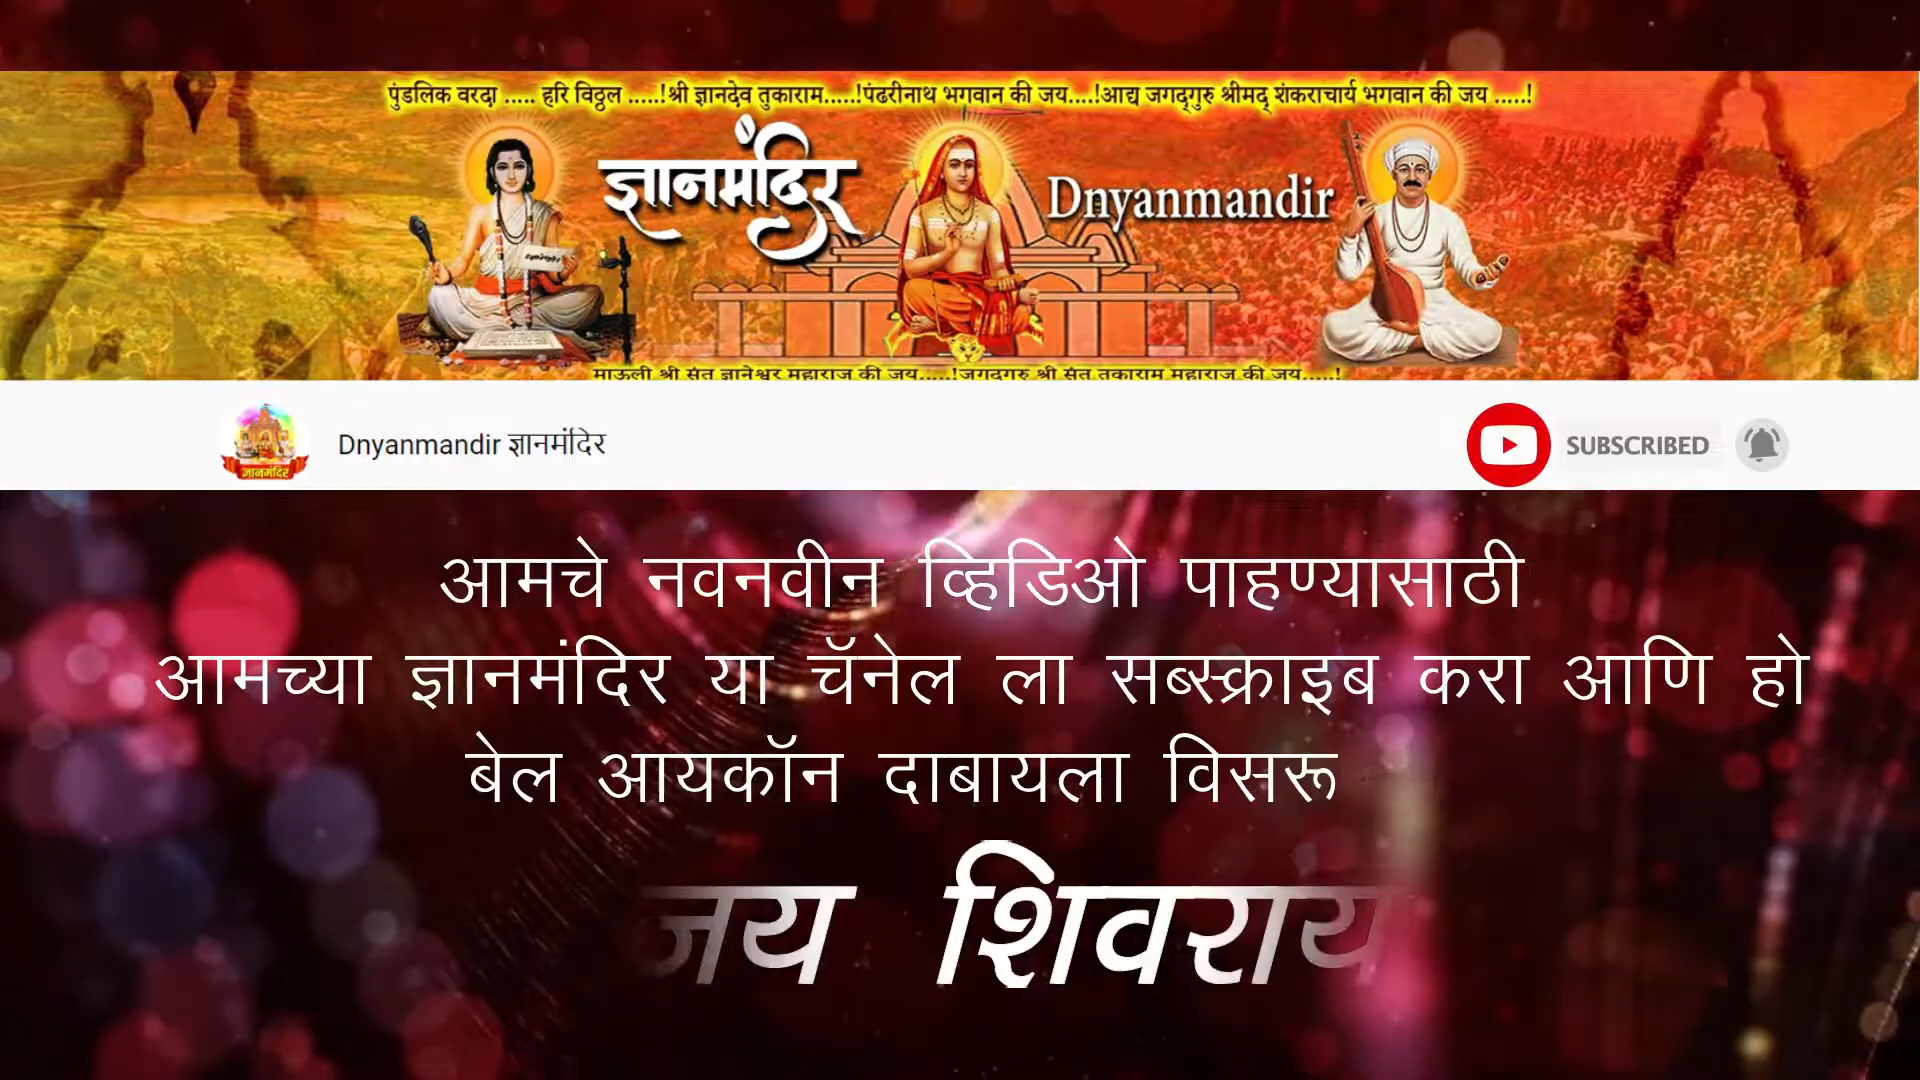 पुंडलिक वरदा ..... हरि विठ्ठल .....!श्री ज्ञानदेव तुकाराम.....!पंढरीनाथ भगवान की जय....!आद्य जगद्गुरु श्रीमद् शंकराचार्य भगवान की जय .....!
ज्ञानमंदिर Dnyanmandir
माऊली श्री संत ज्ञानेश्वर महाराज की जय.....!जगद्गुरु श्री संत तुकाराम महाराज की जय.....!
ज्ञानमंदिर
Dnyanmandir ज्ञानमंदिर SUBSCRIBED
आमचे नवनवीन व्हिडिओ पाहण्यासाठी
आमच्या ज्ञानमंदिर या चॅनेल ला सब्स्क्राइब करा आणि हो
बेल आयकॉन दाबायला विसरू
जय शिवराय